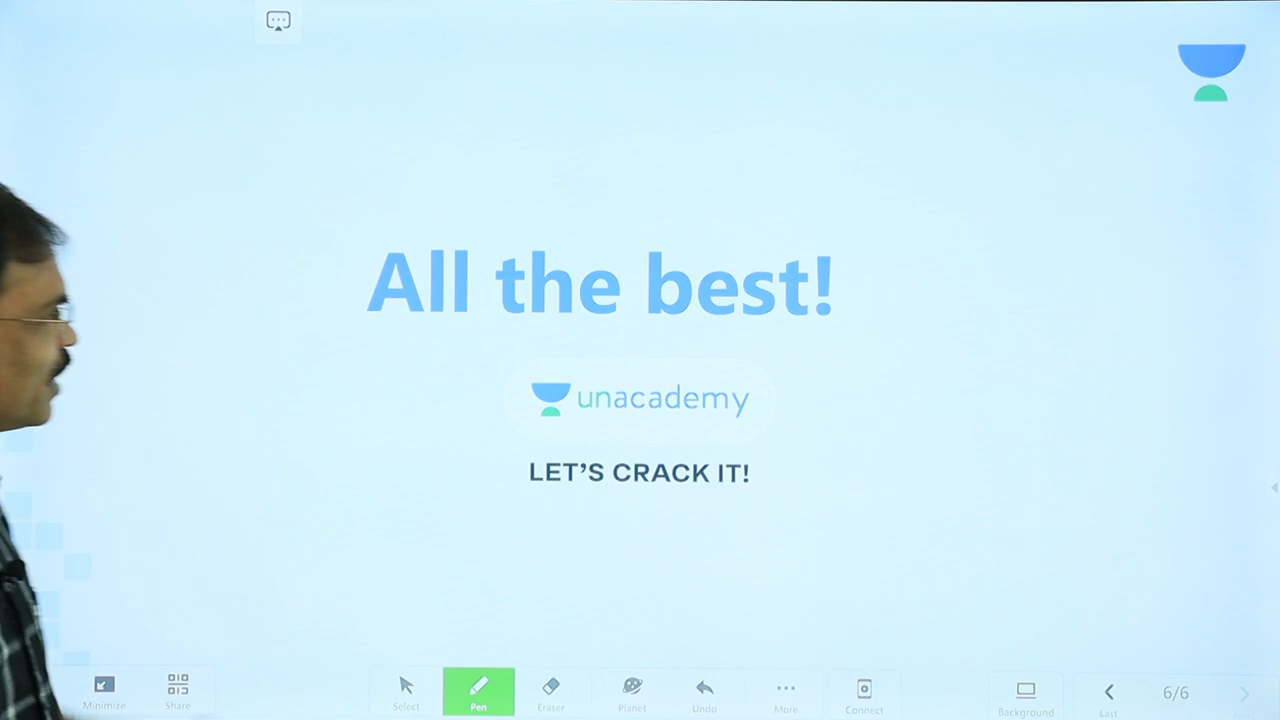 All the best!
unacademy
LET'S CRACK IT!
Minimize
Share
Select
Pen
Eraser
Planet
Undo
More
Connect
Background
Last
6/6
Next